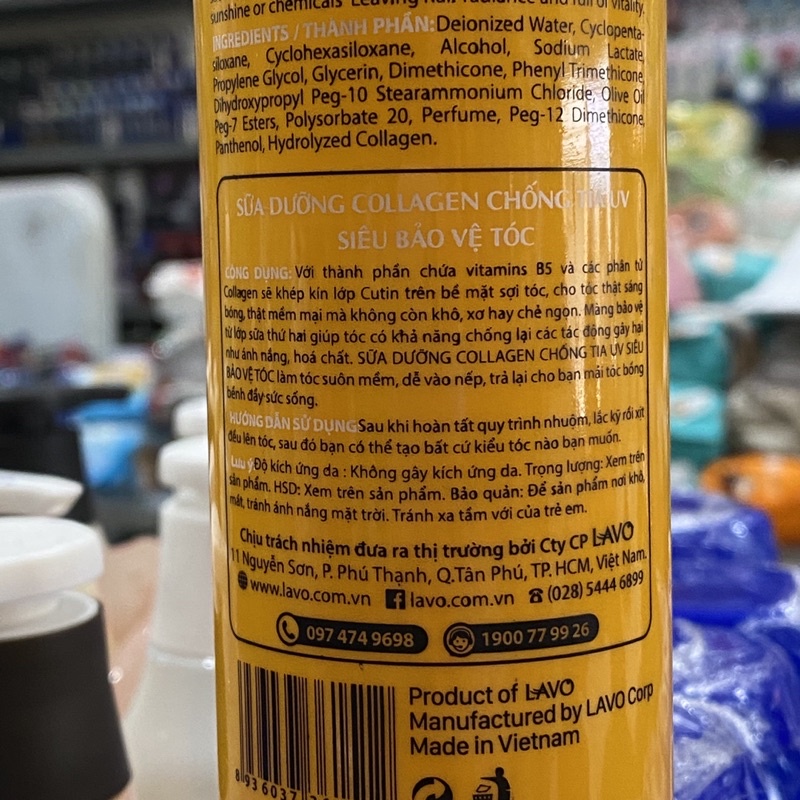 sunshine or chemicals Leaving hair radiance and full of vitality.
INGREDIENTS / THÀNH PHẦN: Deionized Water, Cyclopenta-
siloxane, Cyclohexasiloxane, Alcohol, Sodium Lactate,
Propylene Glycol, Glycerin, Dimethicone, Phenyl Trimethicone,
Dihydroxypropyl Peg-10 Stearammonium Chloride, Olive Oil
Peg-7 Esters, Polysorbate 20, Perfume, Peg-12 Dimethicone,
Panthenol, Hydrolyzed Collagen.
SỮA DƯỠNG COLLAGEN CHỐNG TIA UV
SIÊU BẢO VỆ TÓC
CÔNG DỤNG: Với thành phần chứa vitamins B5 và các phân tử
Collagen sẽ khép kín lớp Cutin trên bề mặt sợi tóc, cho tóc thật sáng
bóng, thật mềm mại mà không còn khô, xơ hay chẻ ngọn. Màng bảo vệ
từ lớp sữa thứ hai giúp tóc có khả năng chống lại các tác động gây hại
như ánh nắng, hoá chất. SỮA DƯỠNG COLLAGEN CHỐNG TIA UV SIÊU
BẢO VỆ TÓC làm tóc suôn mềm, dễ vào nếp, trả lại cho bạn mái tóc bồng
bềnh đầy sức sống.
HƯỚNG DẪN SỬ DỤNG Sau khi hoàn tất quy trình nhuộm, lắc kỹ rồi xịt
đều lên tóc, sau đó bạn có thể tạo bất cứ kiểu tóc nào bạn muốn.
Lưu ý Độ kích ứng da : Không gây kích ứng da. Trọng lượng: Xem trên
sản phẩm. HSD: Xem trên sản phẩm. Bảo quản: Để sản phẩm nơi khô,
mát, tránh ánh nắng mặt trời. Tránh xa tầm với của trẻ em.
Chịu trách nhiệm đưa ra thị trường bởi Cty CP LAVO
11 Nguyễn Sơn, P. Phú Thạnh, Q.Tân Phú, TP. HCM, Việt Nam.
www.lavo.com.vn lavo.com.vn (028) 5444 6899
097 474 9698 1900 77 99 26
Product of LAVO
Manufactured by LAVO Corp
Made in Vietnam
8 936037